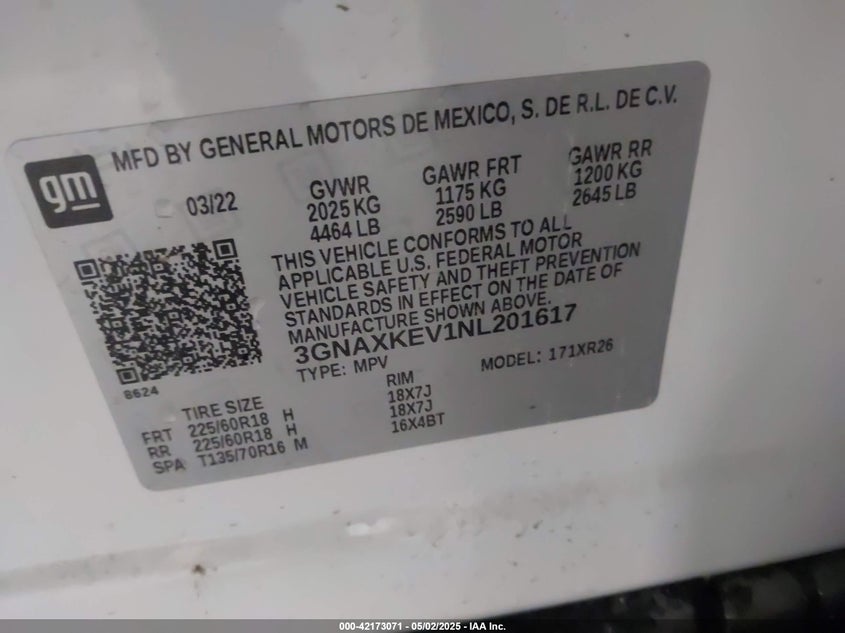 gm
MFD BY GENERAL MOTORS DE MEXICO, S. DE R.L. DE C.V.
03/22
GVWR
2025 KG
4464 LB
GAWR FRT
1175 KG
2590 LB
GAWR RR
1200 KG
2645 LB
THIS VEHICLE CONFORMS TO ALL
APPLICABLE U.S. FEDERAL MOTOR
VEHICLE SAFETY AND THEFT PREVENTION
STANDARDS IN EFFECT ON THE DATE OF
MANUFACTURE SHOWN ABOVE.
3GNAXKEV1NL201617
TYPE: MPV
MODEL: 171XR26
8624
TIRE SIZE RIM
FRT 225/60R18 H 18X7J
RR 225/60R18 H 18X7J
SPA T135/70R16 M 16X4BT
000-42173071 - 05/02/2025 - IAA Inc.